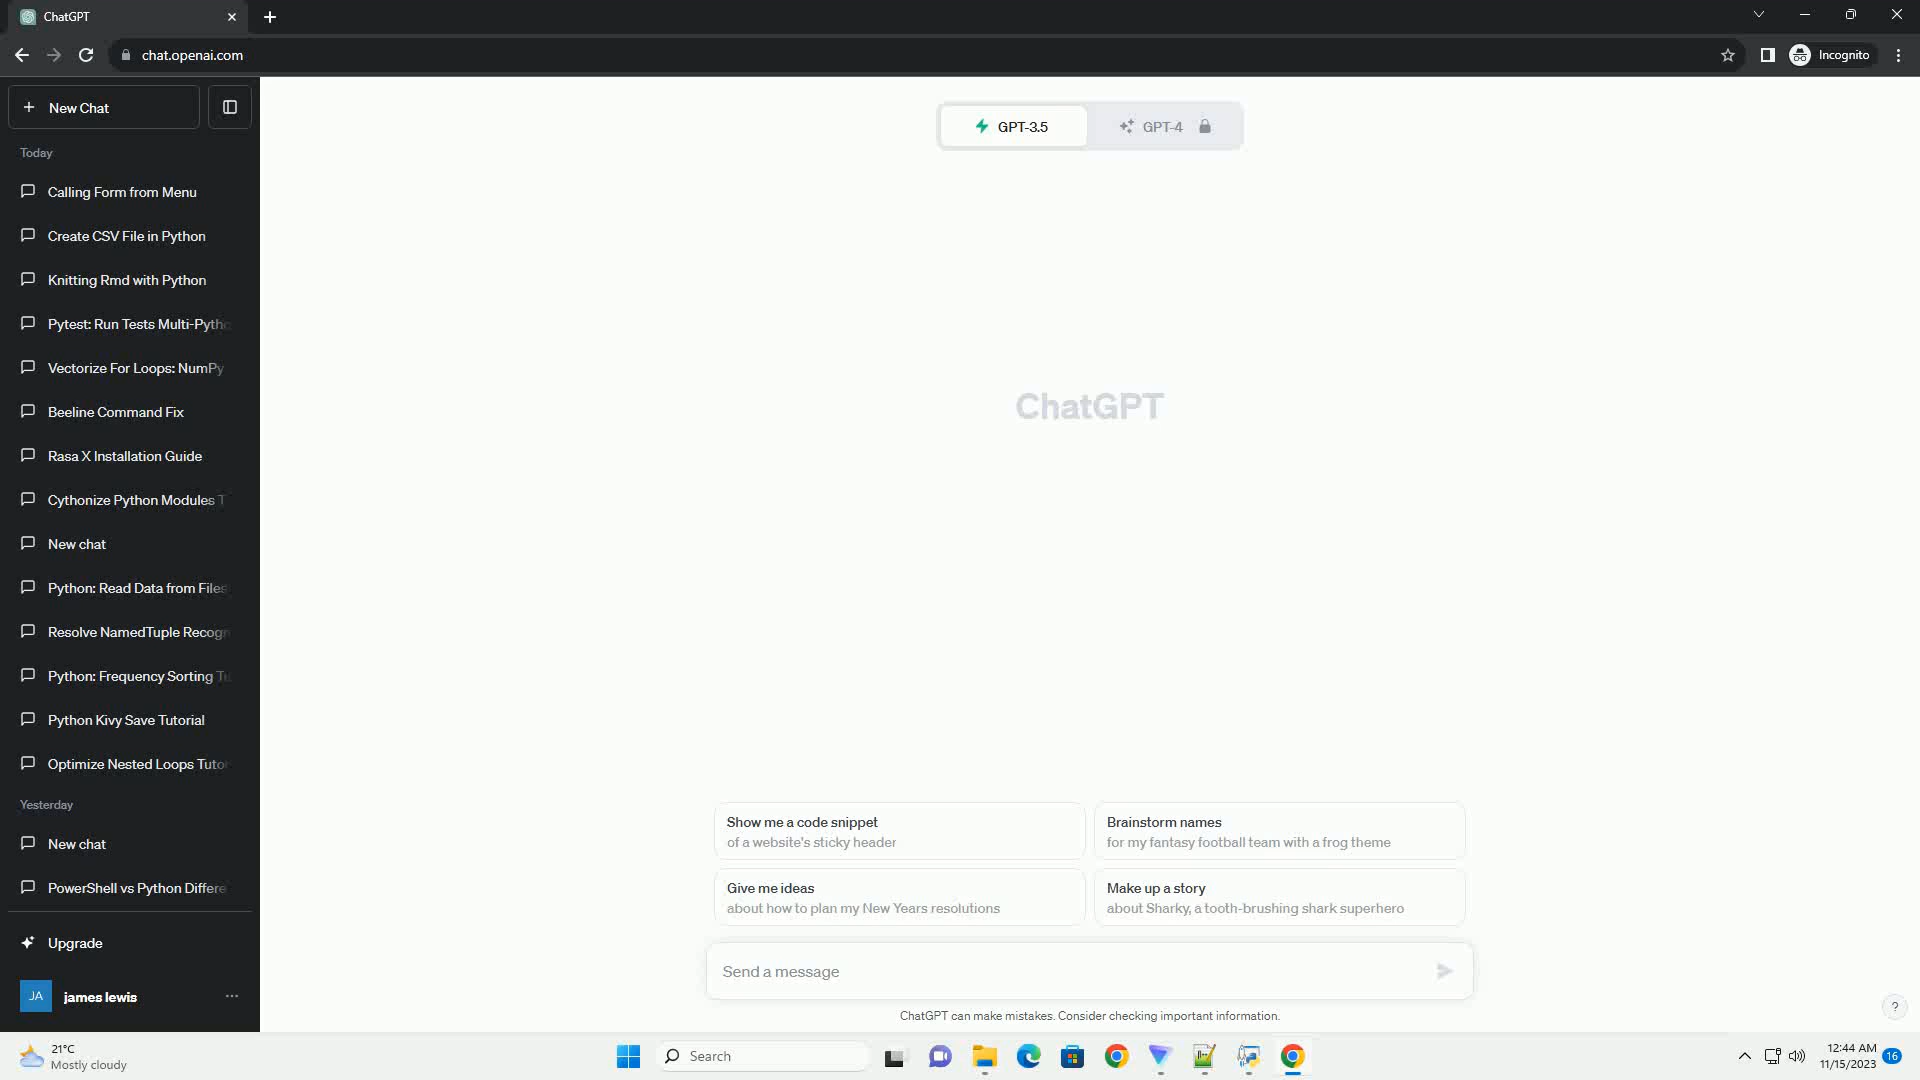 ChatGPT
chat.openai.com
Incognito
New Chat
Today
Calling Form from Menu
Create CSV File in Python
Knitting Rmd with Python
Pytest: Run Tests Multi-Pytho
Vectorize For Loops: NumPy
Beeline Command Fix
Rasa X Installation Guide
Cythonize Python Modules T
New chat
Python: Read Data from Files
Resolve NamedTuple Recogn
Python: Frequency Sorting Tu
Python Kivy Save Tutorial
Optimize Nested Loops Tutor
Yesterday
New chat
PowerShell vs Python Differe
Upgrade
JA
james lewis
GPT-3.5
GPT-4
ChatGPT
Show me a code snippet
of a website's sticky header
Brainstorm names
for my fantasy football team with a frog theme
Give me ideas
about how to plan my New Years resolutions
Make up a story
about Sharky, a tooth-brushing shark superhero
Send a message
ChatGPT can make mistakes. Consider checking important information.
?
21°C
Mostly cloudy
Search
12:44 AM
11/15/2023
16